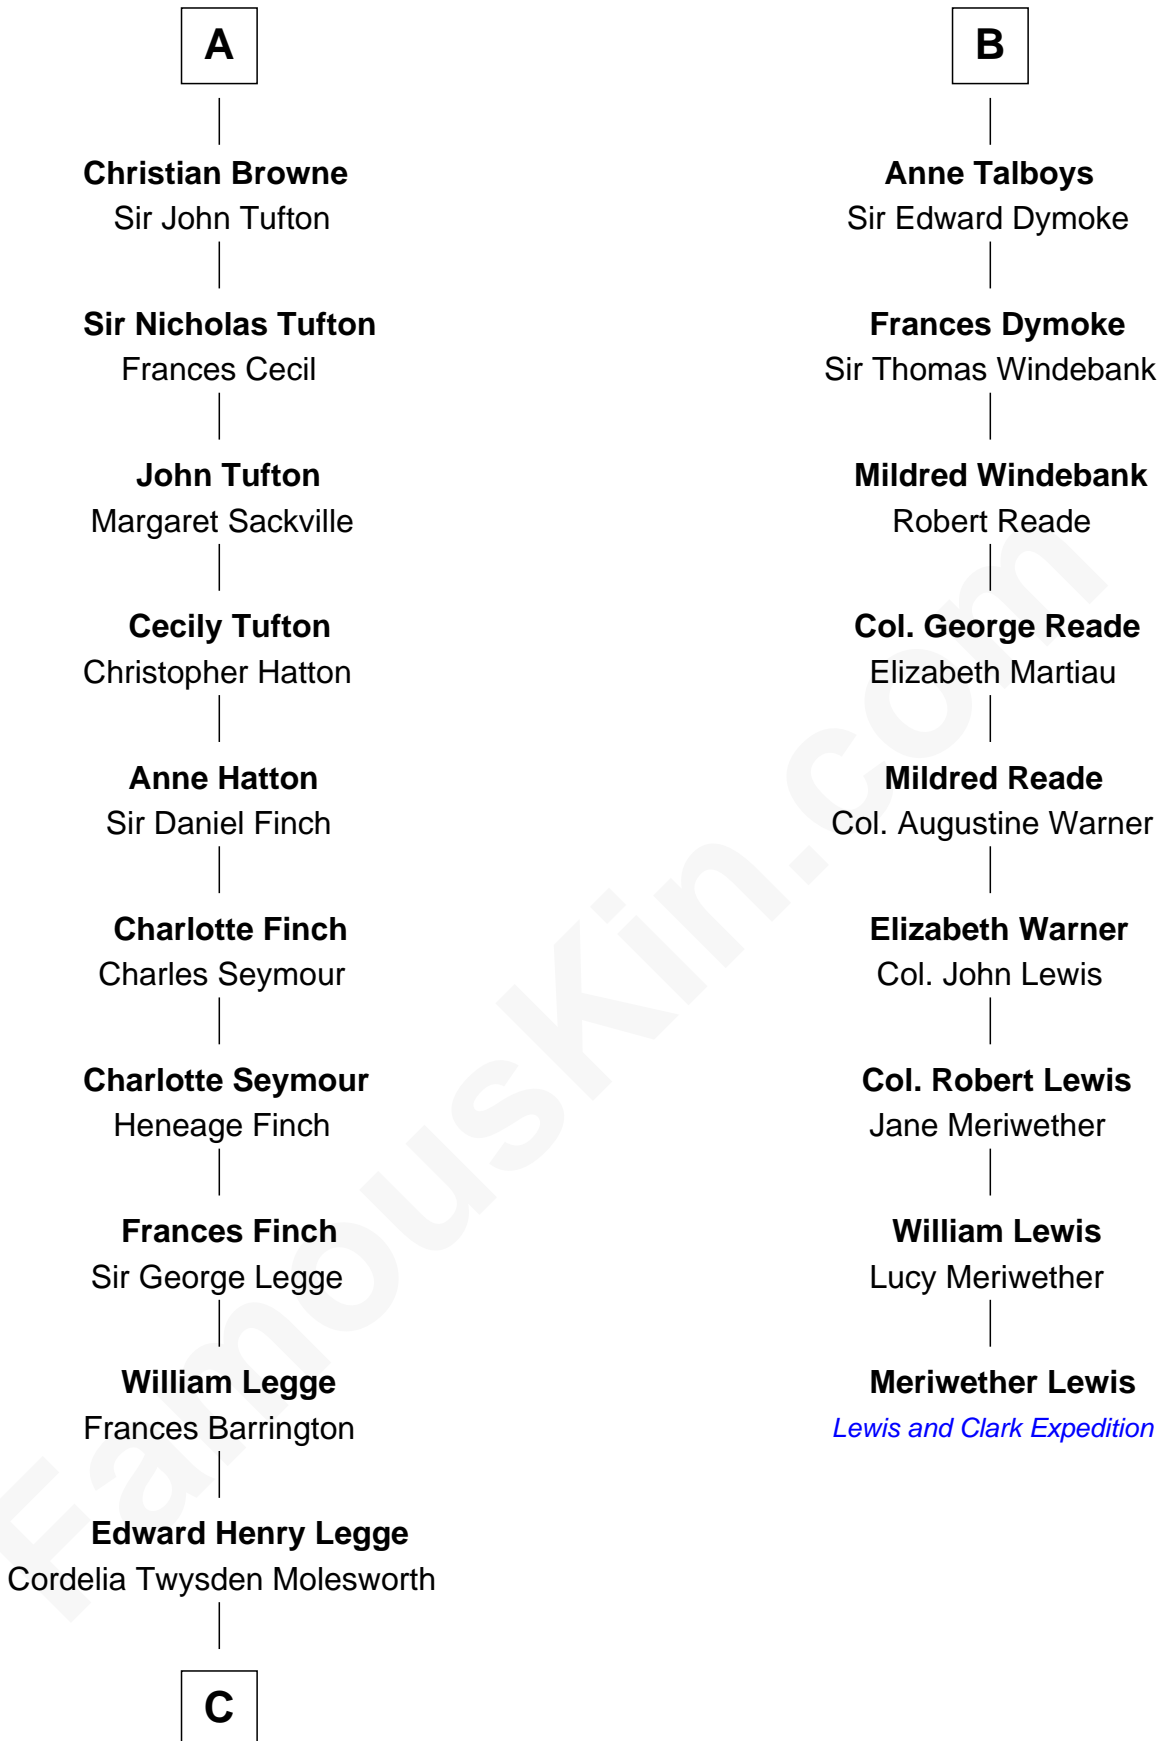 A
Christian Browne
Sir John Tufton
Sir Nicholas Tufton
Frances Cecil
John Tufton
Margaret Sackville
Cecily Tufton
Christopher Hatton
Anne Hatton
Sir Daniel Finch
Charlotte Finch
Charles Seymour
Charlotte Seymour
Heneage Finch
Frances Finch
Sir George Legge
William Legge
Frances Barrington
Edward Henry Legge
Cordelia Twysden Molesworth
C
B
Anne Talboys
Sir Edward Dymoke
Frances Dymoke
Sir Thomas Windebank
Mildred Windebank
Robert Reade
Col. George Reade
Elizabeth Martiau
Mildred Reade
Col. Augustine Warner
Elizabeth Warner
Col. John Lewis
Col. Robert Lewis
Jane Meriwether
William Lewis
Lucy Meriwether
Meriwether Lewis
Lewis and Clark Expedition
FamousKin.com